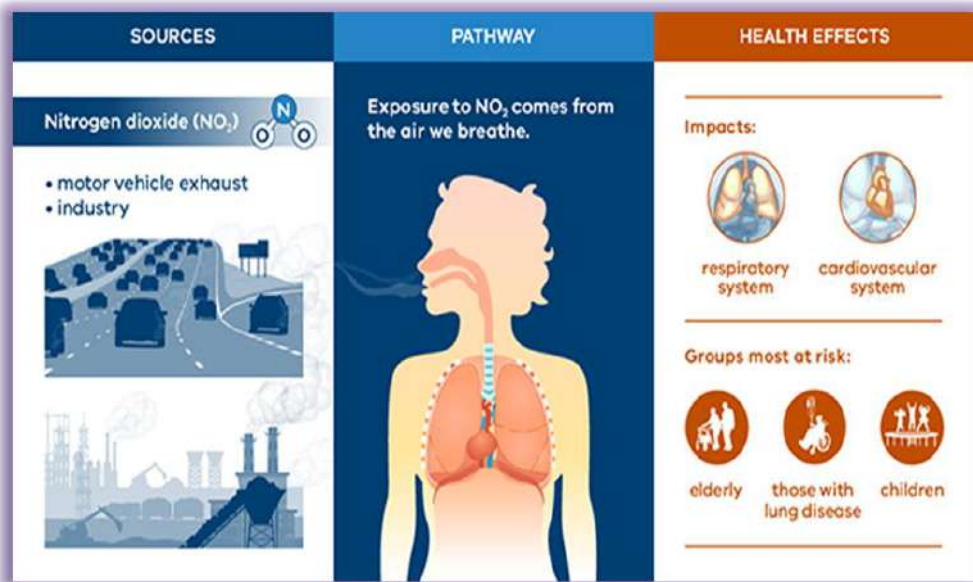 SOURCES
Nitrogen dioxide (NO₂)
N
O O
• motor vehicle exhaust
• industry
PATHWAY
Exposure to NO₂ comes from
the air we breathe.
HEALTH EFFECTS
Impacts:
respiratory
system
cardiovascular
system
Groups most at risk:
elderly
those with
lung disease
children